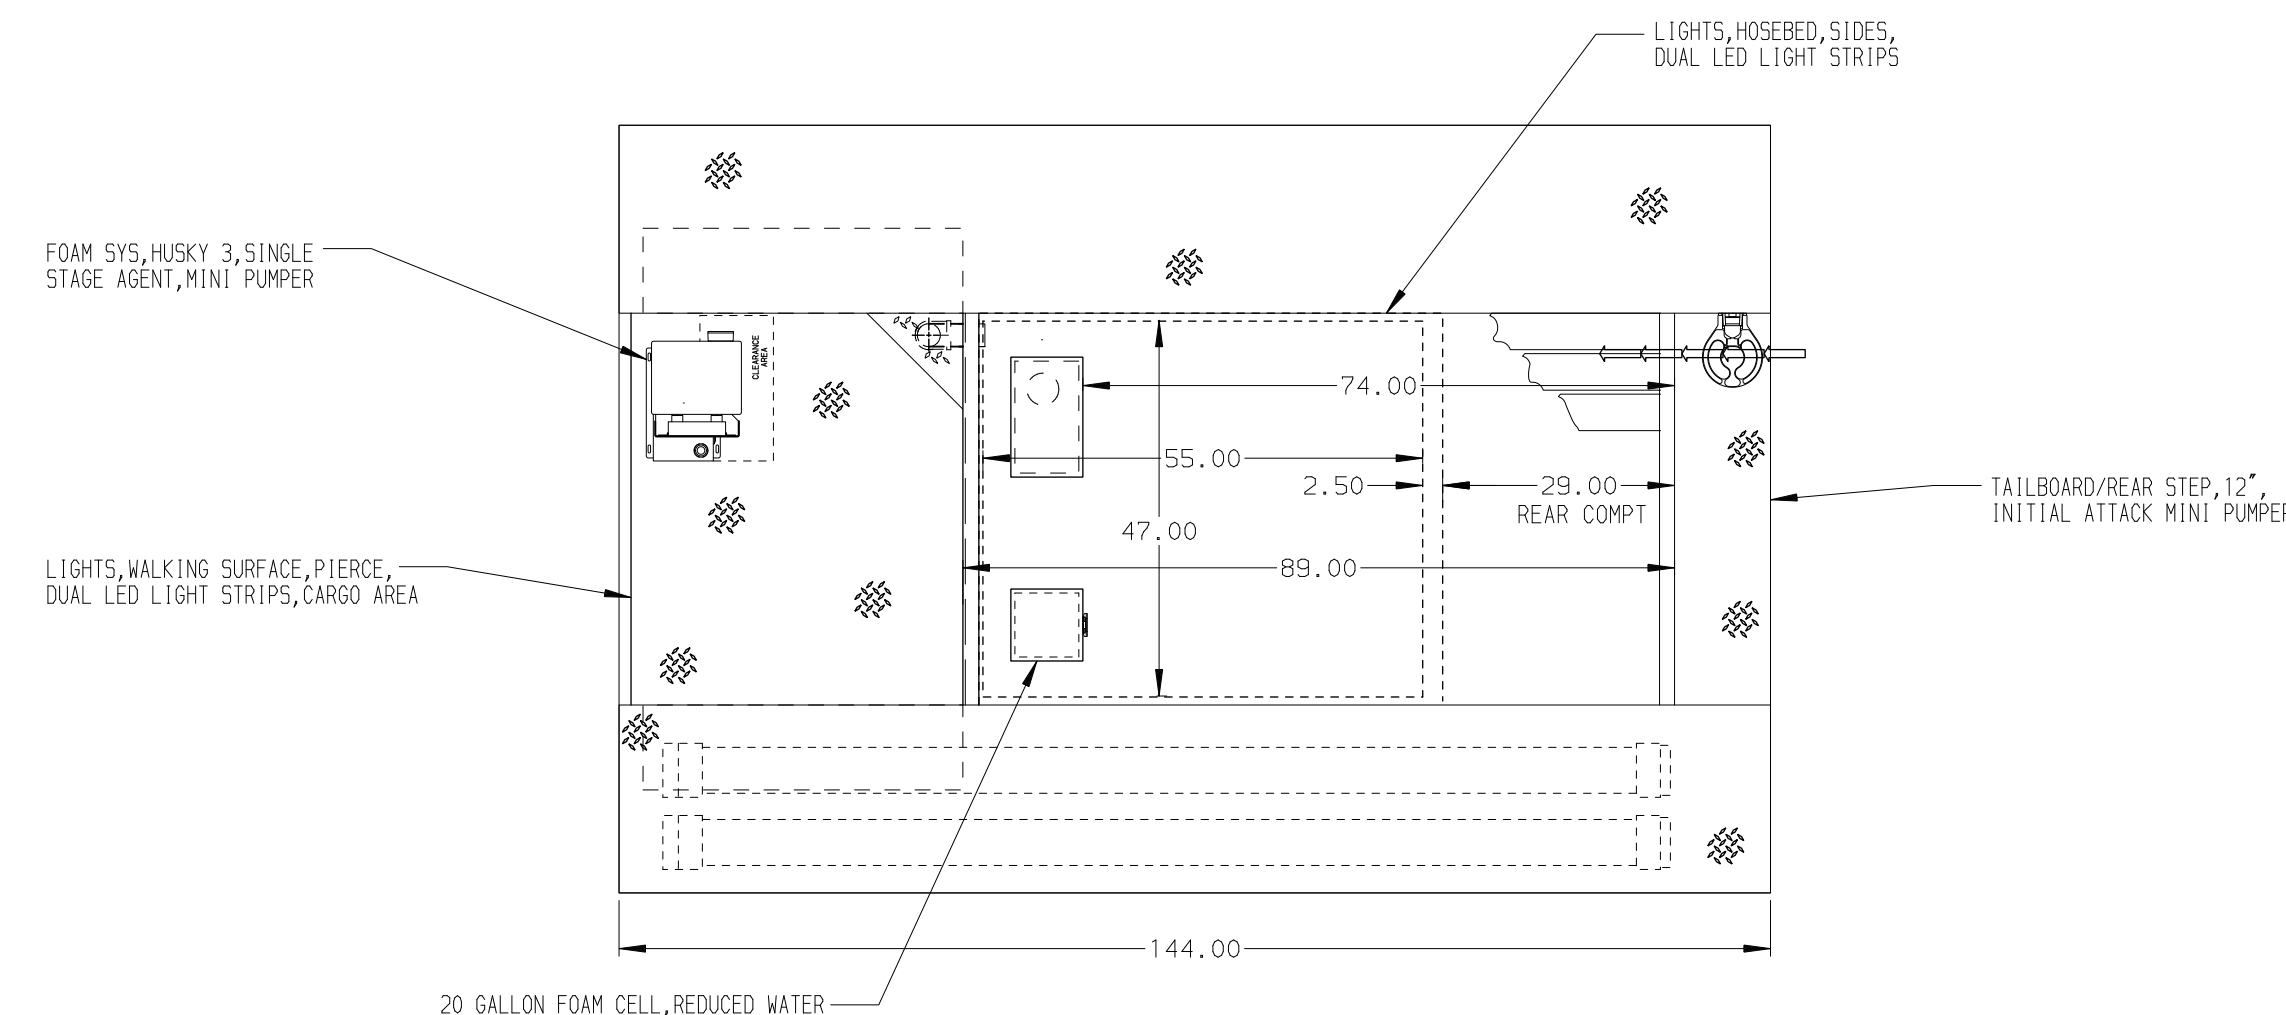 LIGHTS,HOSEBED,SIDES,
DUAL LED LIGHT STRIPS
FOAM SYS,HUSKY 3,SINGLE
STAGE AGENT,MINI PUMPER
CLEARANCE
AREA
74.00
55.00
2.50
29.00
REAR COMPT
TAILBOARD/REAR STEP,12",
INITIAL ATTACK MINI PUMPER
47.00
LIGHTS,WALKING SURFACE,PIERCE,
DUAL LED LIGHT STRIPS,CARGO AREA
89.00
144.00
20 GALLON FOAM CELL,REDUCED WATER